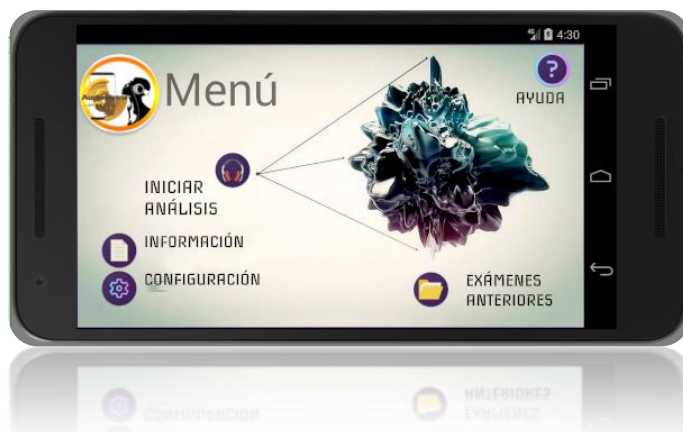 4:30
Menú
?
AYUDA
INICIAR
ANÁLISIS
INFORMACIÓN
CONFIGURACIÓN
EXÁMENES
ANTERIORES